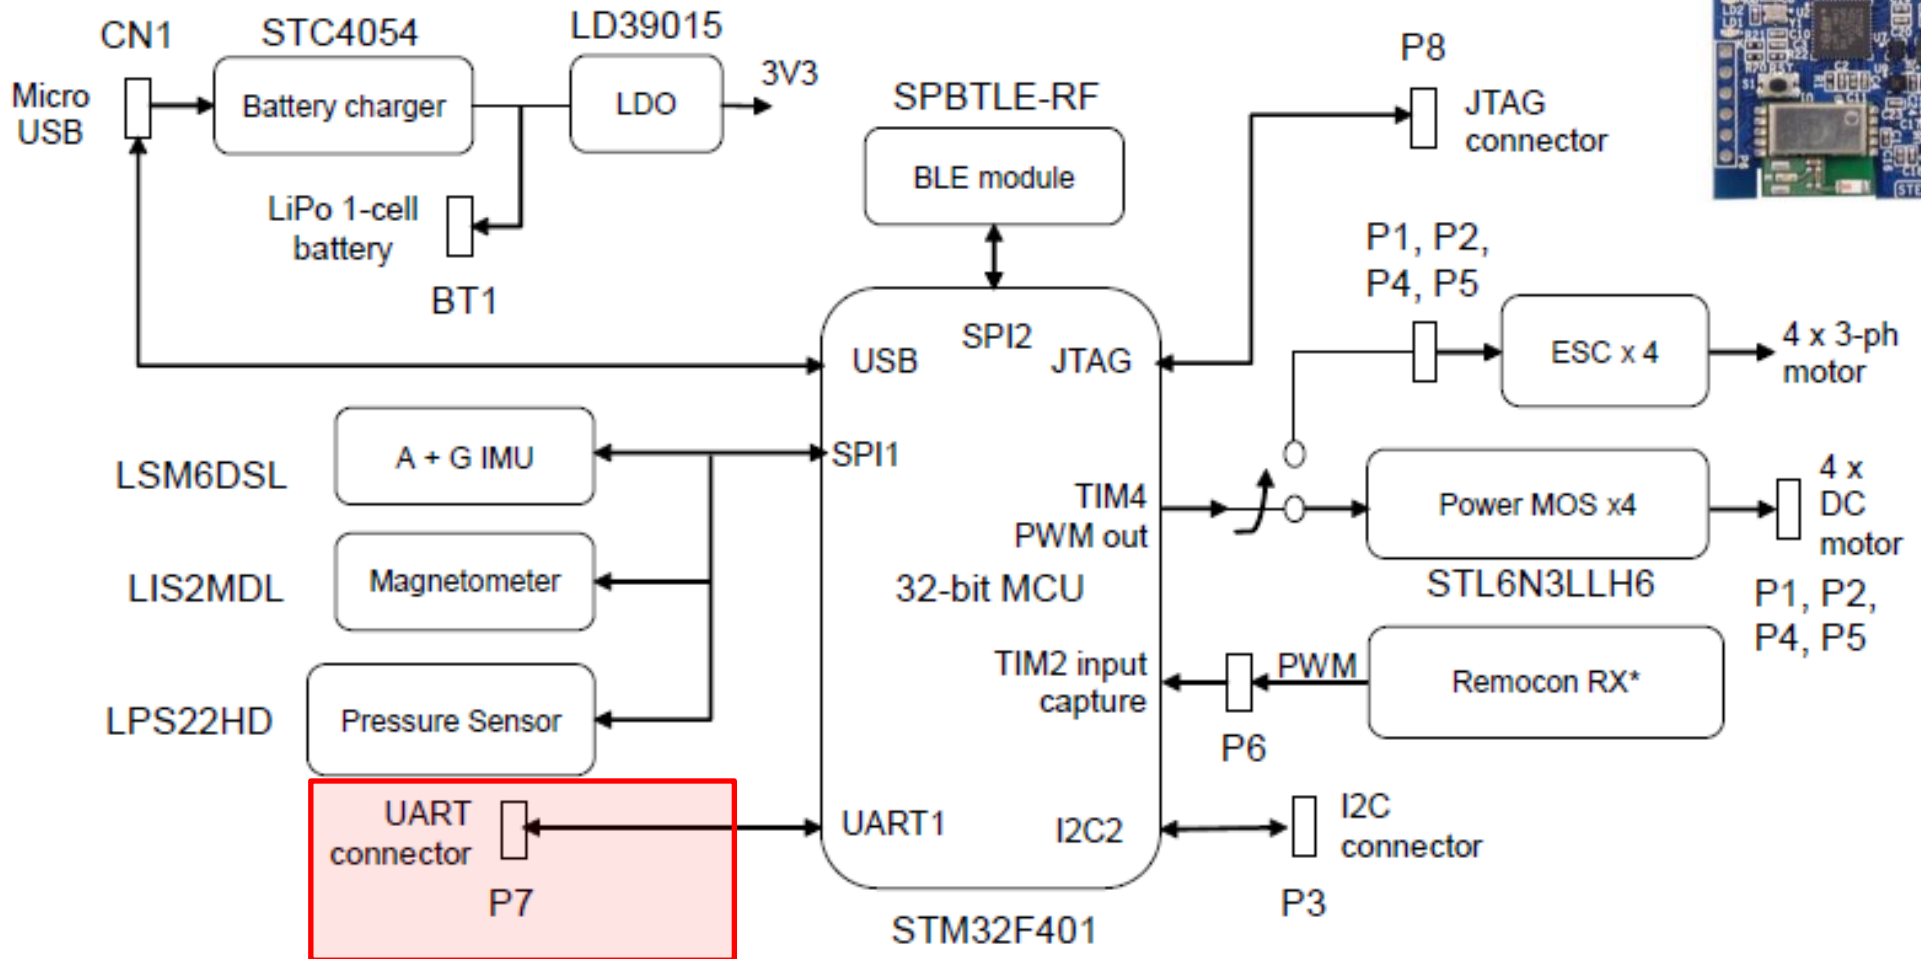 CN1
STC4054
LD39015
Micro
USB
Battery charger
LDO
3V3
SPBTLE-RF
BLE module
P8
JTAG
connector
LiPo 1-cell
battery
BT1
P1, P2,
P4, P5
SPI2
USB
JTAG
ESC x 4
4 x 3-ph
motor
LSM6DSL
A + G IMU
SPI1
TIM4
PWM out
Power MOS x4
4 x
DC
motor
STL6N3LLH6
P1, P2,
P4, P5
LIS2MDL
Magnetometer
32-bit MCU
TIM2 input
capture
PWM
Remocon RX*
P6
LPS22HD
Pressure Sensor
UART
connector
P7
UART1
I2C2
I2C
connector
P3
STM32F401